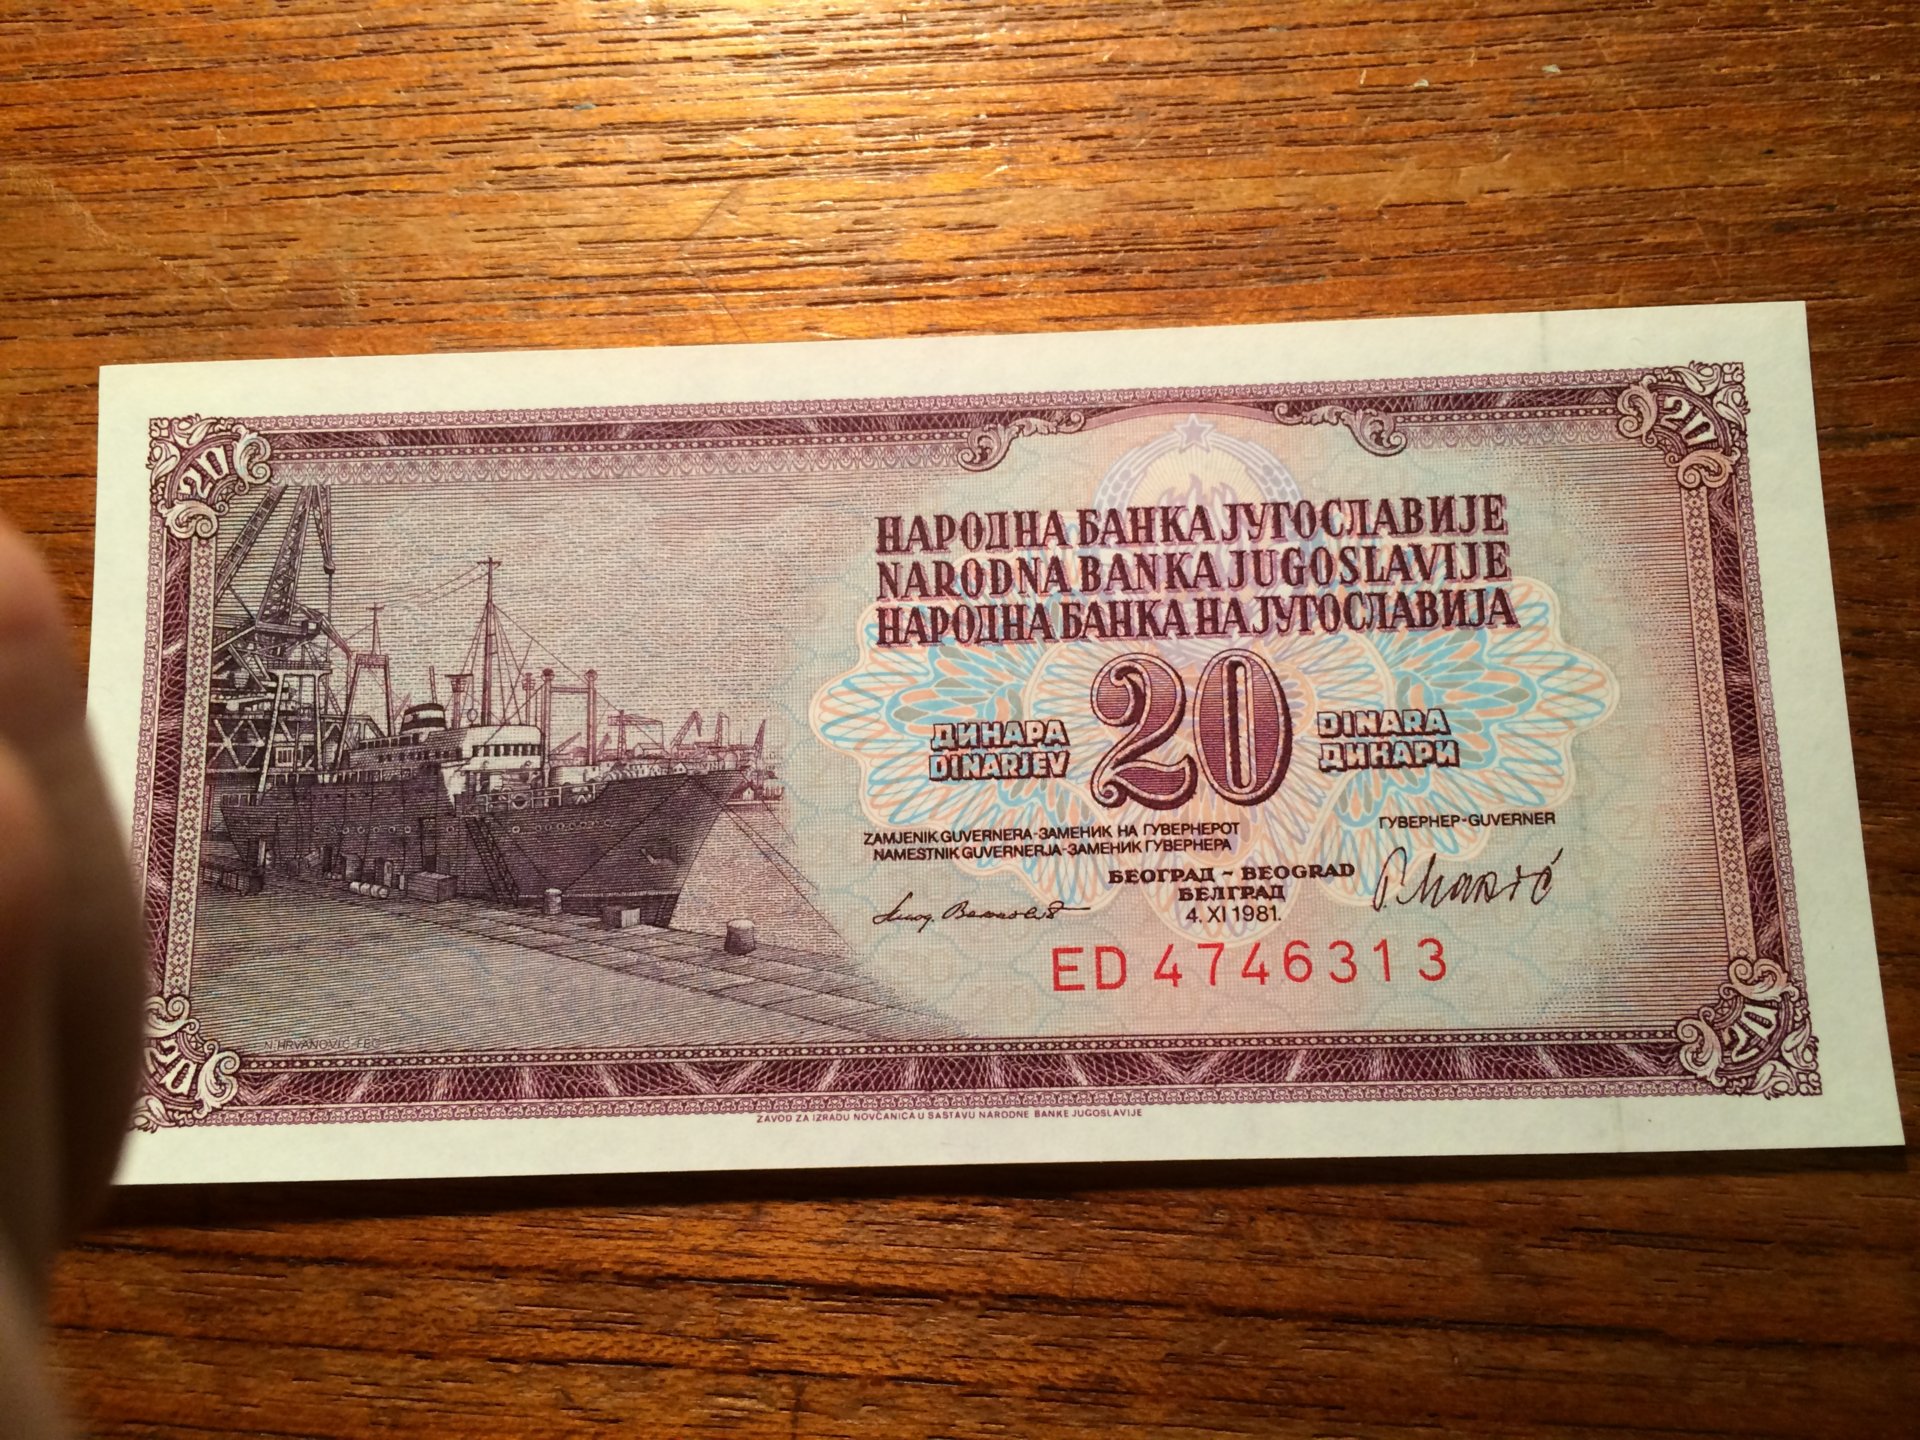 20
20
НАРОДНА БАНКА ЈУГОСЛАВИЈЕ
NARODNA BANKA JUGOSLAVIJE
НАРОДНА БАНКА НА ЈУГОСЛАВИЈА
ДИНАРА
DINARJEV
20
DINARA
ДИНАРИ
ZAMJENIK GUVERNERA-ЗАМЕНИК НА ГУВЕРНЕРОТ
NAMESTNIK GUVERNERJA-ЗАМЕНИК ГУВЕРНЕРА
ГУВЕРНЕР-GUVERNER
БЕОГРАД - BEOGRAD
БЕЛГРАД
4. XI 1981.
ED 4746313
N. HRVANOVIĆ FEC
20
20
ZAVOD ZA IZRADU NOVČANICA U SASTAVU NARODNE BANKE JUGOSLAVIJE